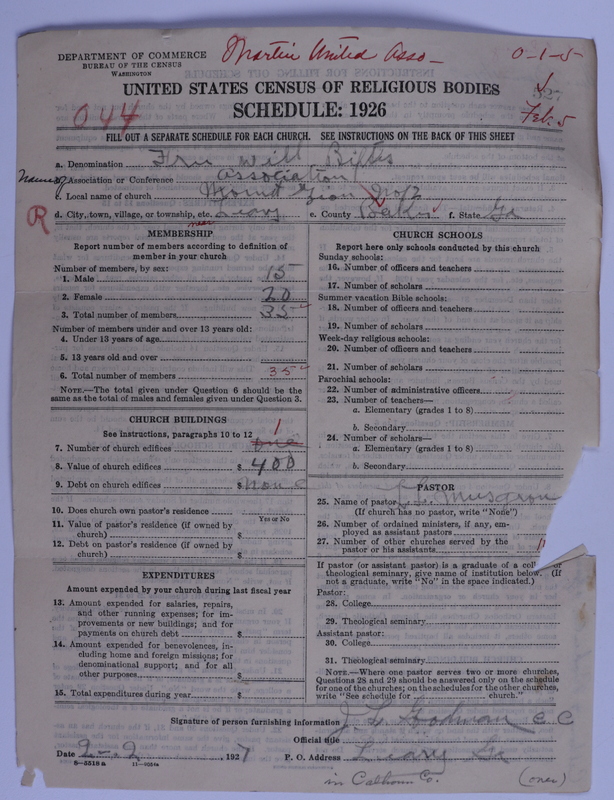 DEPARTMENT OF COMMERCE
BUREAU OF THE CENSUS
WASHINGTON
Martin United Asso-
0-1-5
UNITED STATES CENSUS OF RELIGIOUS BODIES
SCHEDULE: 1926
044
327
Feb. 5
FILL OUT A SEPARATE SCHEDULE FOR EACH CHURCH. SEE INSTRUCTIONS ON THE BACK OF THIS SHEET
a. Denomination Fru will
Name of Association or Conference Association
c. Local name of church Mount Zion No 2
R
d. City, town, village, or township, etc. near Leary e. County Baker f. State Ga
MEMBERSHIP
Report number of members according to definition of member in your church
Number of members, by sex:
1. Male 15
2. Female 20
3. Total number of members 35
Number of members under and over 13 years old:
4. Under 13 years of age
5. 13 years old and over
6. Total number of members 35
NOTE.—The total given under Question 6 should be the same as the total of males and females given under Question 3.
CHURCH BUILDINGS
See instructions, paragraphs 10 to 12
7. Number of church edifices one 1
8. Value of church edifices $ 400
9. Debt on church edifices $ None
10. Does church own pastor's residence
Yes or No
11. Value of pastor's residence (if owned by church) $
12. Debt on pastor's residence (if owned by church) $
EXPENDITURES
Amount expended by your church during last fiscal year
13. Amount expended for salaries, repairs, and other running expenses; for improvements or new buildings; and for payments on church debt $
14. Amount expended for benevolences, including home and foreign missions; for denominational support; and for all other purposes $
15. Total expenditures during year $
CHURCH SCHOOLS
Report here only schools conducted by this church
Sunday schools:
16. Number of officers and teachers
17. Number of scholars
Summer vacation Bible schools:
18. Number of officers and teachers
19. Number of scholars
Week-day religious schools:
20. Number of officers and teachers
21. Number of scholars
Parochial schools:
22. Number of administrative officers
23. Number of teachers—
a. Elementary (grades 1 to 8)
b. Secondary
24. Number of scholars—
a. Elementary (grades 1 to 8)
b. Secondary
PASTOR
25. Name of pastor Musgrow
(If church has no pastor, write "None")
26. Number of ordained ministers, if any, employed as assistant pastors
27. Number of other churches served by the pastor or his assistants
If pastor (or assistant pastor) is a graduate of a coll or theological seminary, give name of institution below. (If not a graduate, write "No" in the space indicated.)
Pastor:
28. College
29. Theological seminary
Assistant pastor:
30. College
31. Theological seminary
NOTE.—Where one pastor serves two or more churches, Questions 28 and 29 should be answered only on the schedule for one of the churches; on the schedules for the other churches, write "See schedule for church."
Signature of person furnishing information J. L. Goodman C C
Official title
Date 2-2 1927
P. O. Address Leary Ga
8-5518 a 11-9264a
in Calhoun Co.
(over)